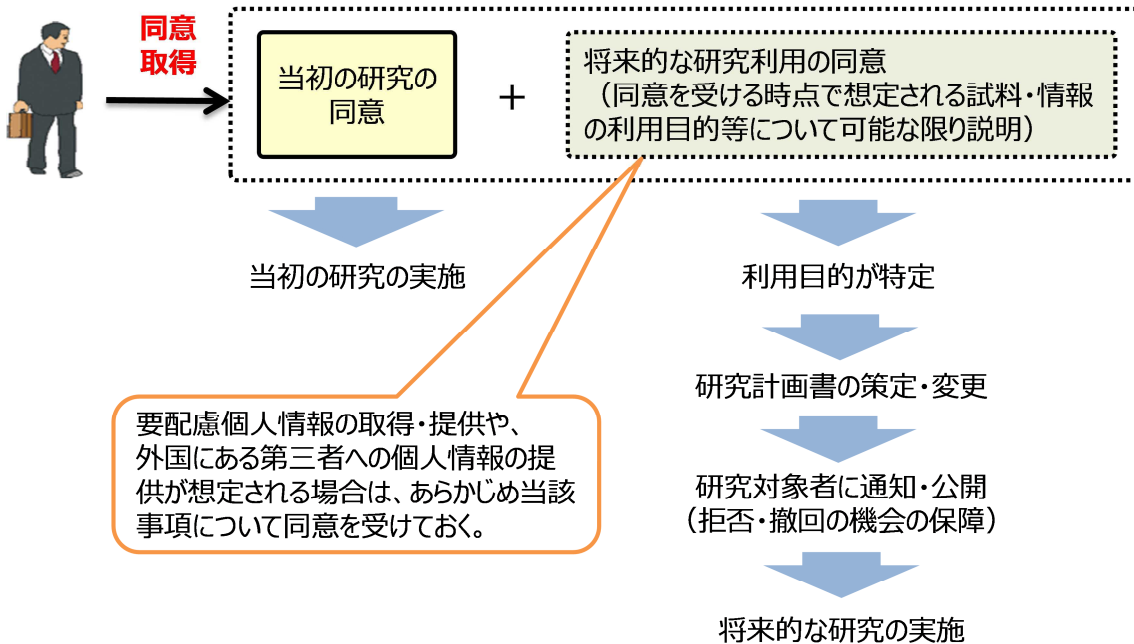 同意
取得
当初の研究の
同意
+
将来的な研究利用の同意
（同意を受ける時点で想定される試料・情報
の利用目的等について可能な限り説明）
当初の研究の実施
利用目的が特定
研究計画書の策定・変更
要配慮個人情報の取得・提供や、
外国にある第三者への個人情報の提
供が想定される場合は、あらかじめ当該
事項について同意を受けておく。
研究対象者に通知・公開
（拒否・撤回の機会の保障）
将来的な研究の実施